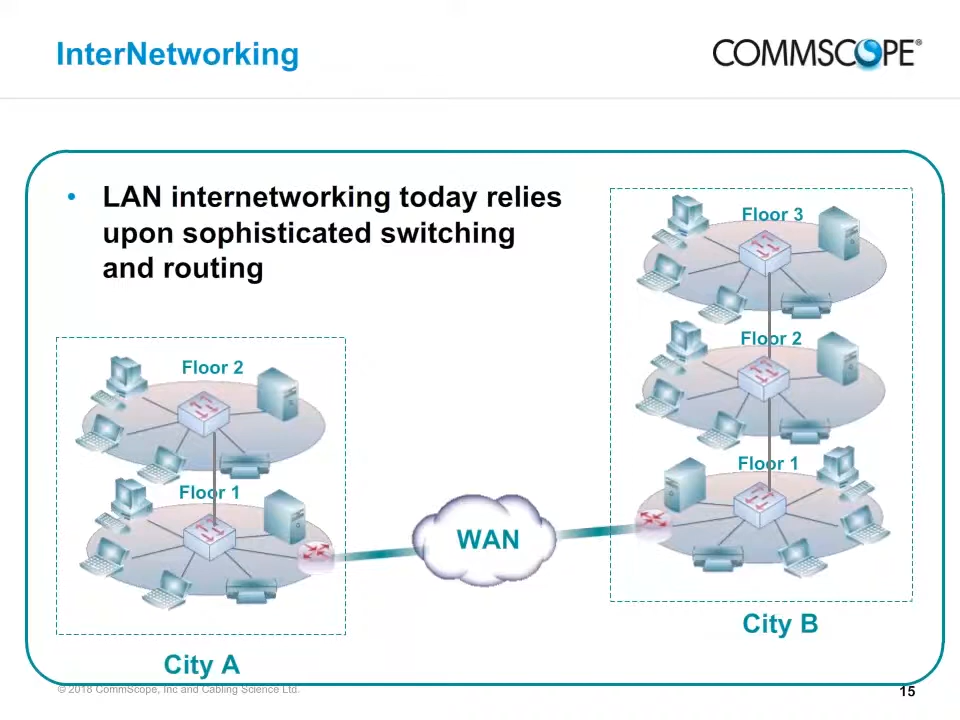 InterNetworking
COMMSCOPE®
• LAN internetworking today relies
upon sophisticated switching
and routing
Floor 3
Floor 2
Floor 1
Floor 2
Floor 1
WAN
City B
City A
© 2018 CommScope, Inc and Cabling Science Ltd.
15